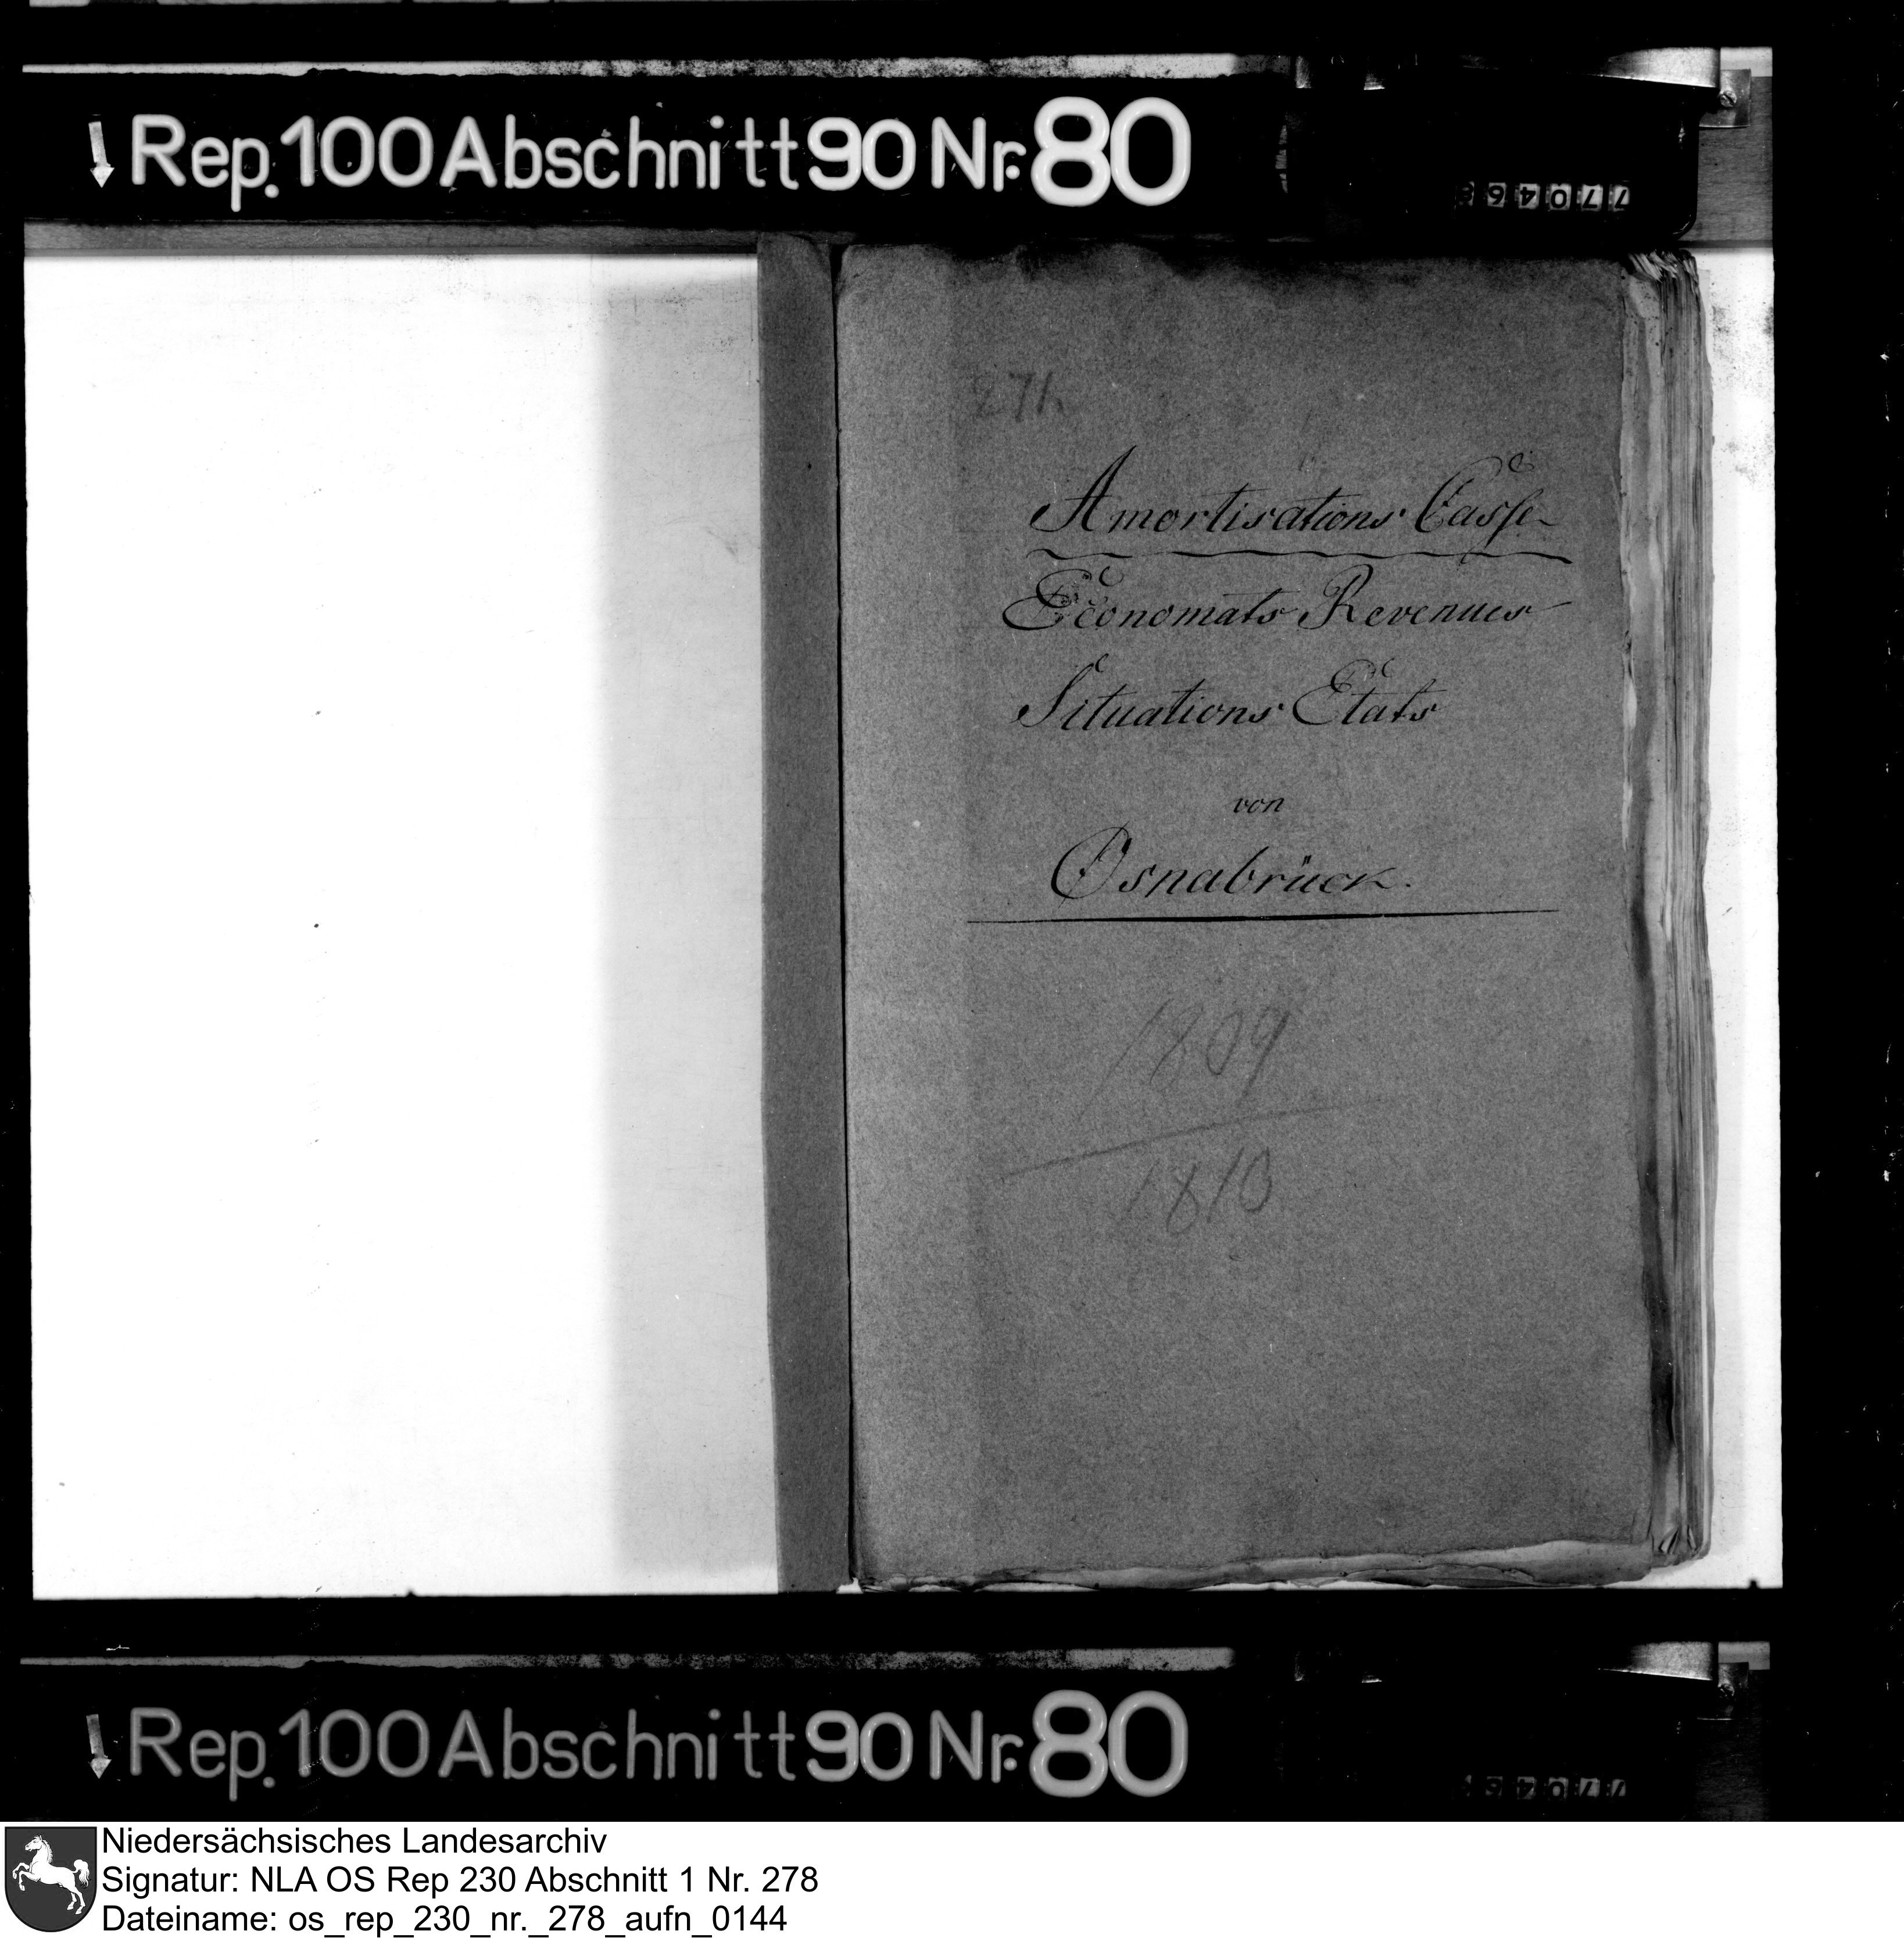 Rep. 100 Abschnitt 90 Nr. 80
Amortisations Casse
Economats Revenues
Situations Etats
von
Osnabrück.
1809
1810
Rep. 100 Abschnitt 90 Nr. 80
Niedersächsisches Landesarchiv
Signatur: NLA OS Rep 230 Abschnitt 1 Nr. 278
Dateiname: os_rep_230_nr._278_aufn_0144